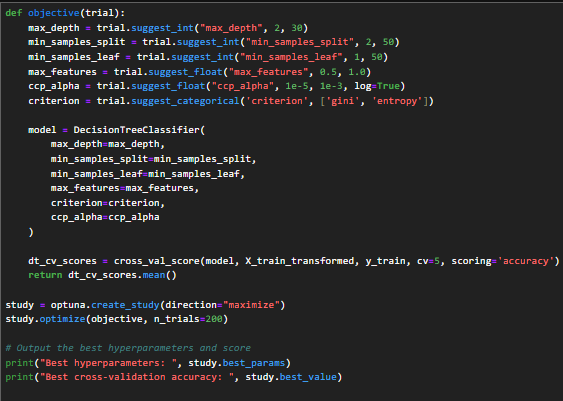 def objective(trial):
    max_depth = trial.suggest_int("max_depth", 2, 30)
    min_samples_split = trial.suggest_int("min_samples_split", 2, 50)
    min_samples_leaf = trial.suggest_int("min_samples_leaf", 1, 50)
    max_features = trial.suggest_float("max_features", 0.5, 1.0)
    ccp_alpha = trial.suggest_float("ccp_alpha", 1e-5, 1e-3, log=True)
    criterion = trial.suggest_categorical('criterion', ['gini', 'entropy'])

    model = DecisionTreeClassifier(
        max_depth=max_depth,
        min_samples_split=min_samples_split,
        min_samples_leaf=min_samples_leaf,
        max_features=max_features,
        criterion=criterion,
        ccp_alpha=ccp_alpha
    )

    dt_cv_scores = cross_val_score(model, X_train_transformed, y_train, cv=5, scoring='accuracy')
    return dt_cv_scores.mean()

study = optuna.create_study(direction="maximize")
study.optimize(objective, n_trials=200)

# Output the best hyperparameters and score
print("Best hyperparameters: ", study.best_params)
print("Best cross-validation accuracy: ", study.best_value)